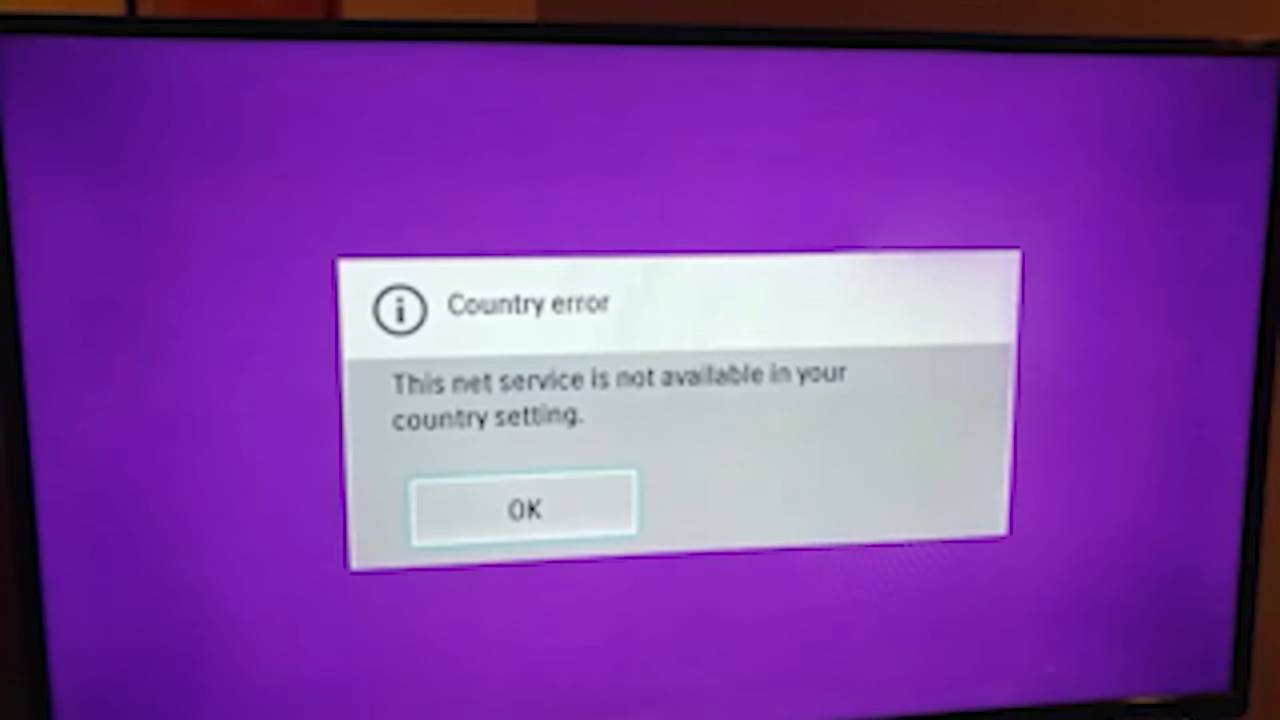 Country error
This net service is not available in your
country setting.
OK